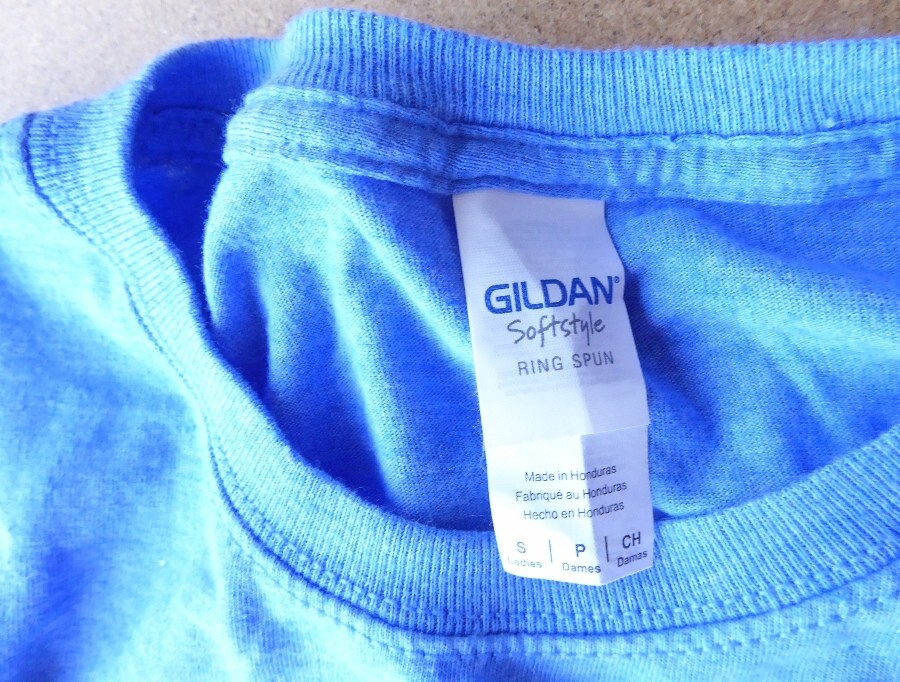 GILDAN®
Softstyle
RING SPUN
Made in Honduras
Fabriqué au Honduras
Hecho en Honduras
S | P | CH
Ladies Dames Damas